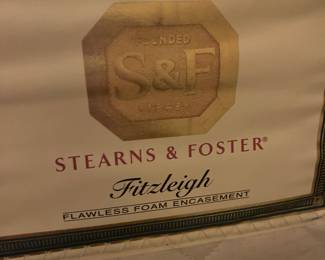 FOUNDED
S&F
STEARNS & FOSTER®
Fitzleigh
FLAWLESS FOAM ENCASEMENT